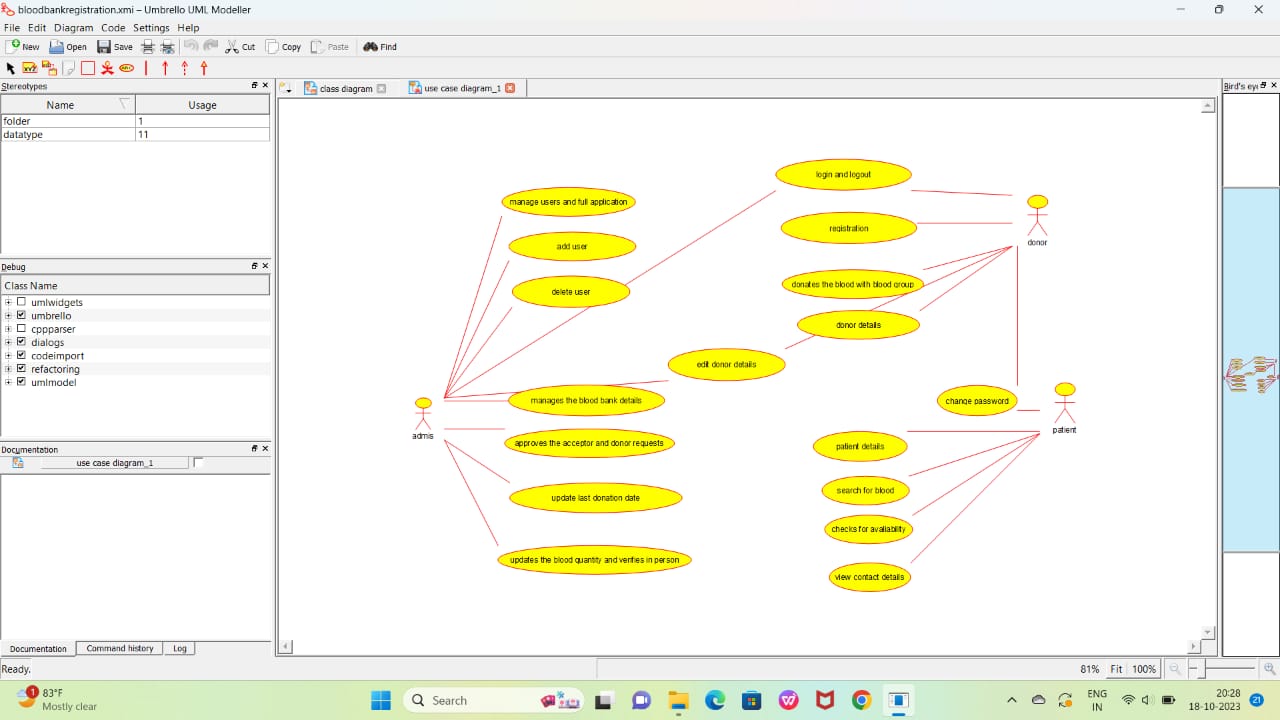 bloodbankregistration.xmi – Umbrello UML Modeller
File Edit Diagram Code Settings Help
New Open Save Cut Copy Paste Find
Stereotypes
Name Usage
folder 1
datatype 11
Debug
Class Name
umlwidgets
umbrello
cppparser
dialogs
codeimport
refactoring
umlmodel
Documentation
use case diagram_1
Documentation Command history Log
Ready.
class diagram use case diagram_1
Bird's eye
login and logout
manage users and full application
registration
donor
add user
donates the blood with blood group
delete user
donor details
edit donor details
manages the blood bank details
change password
admis
patient
approves the acceptor and donor requests
patient details
search for blood
update last donation date
checks for avaliability
updates the blood quantity and verifies in person
view contact details
81% Fit 100%
1
83°F
Mostly clear
Search
ENG
IN
20:28
18-10-2023
21